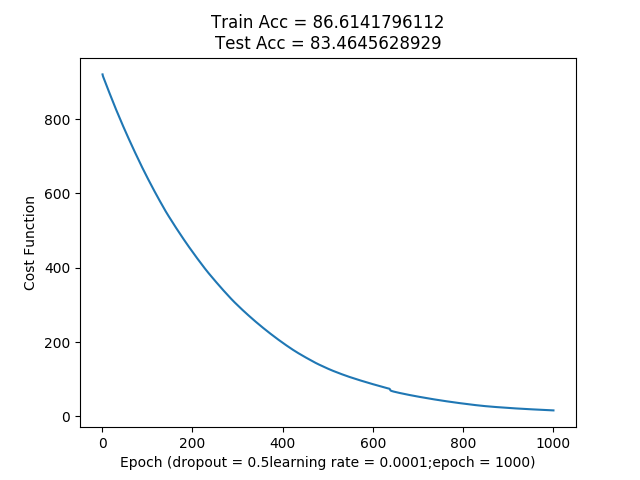 Train Acc = 86.6141796112
Test Acc = 83.4645628929
Cost Function
800
600
400
200
0
0 200 400 600 800 1000
Epoch (dropout = 0.5learning rate = 0.0001;epoch = 1000)